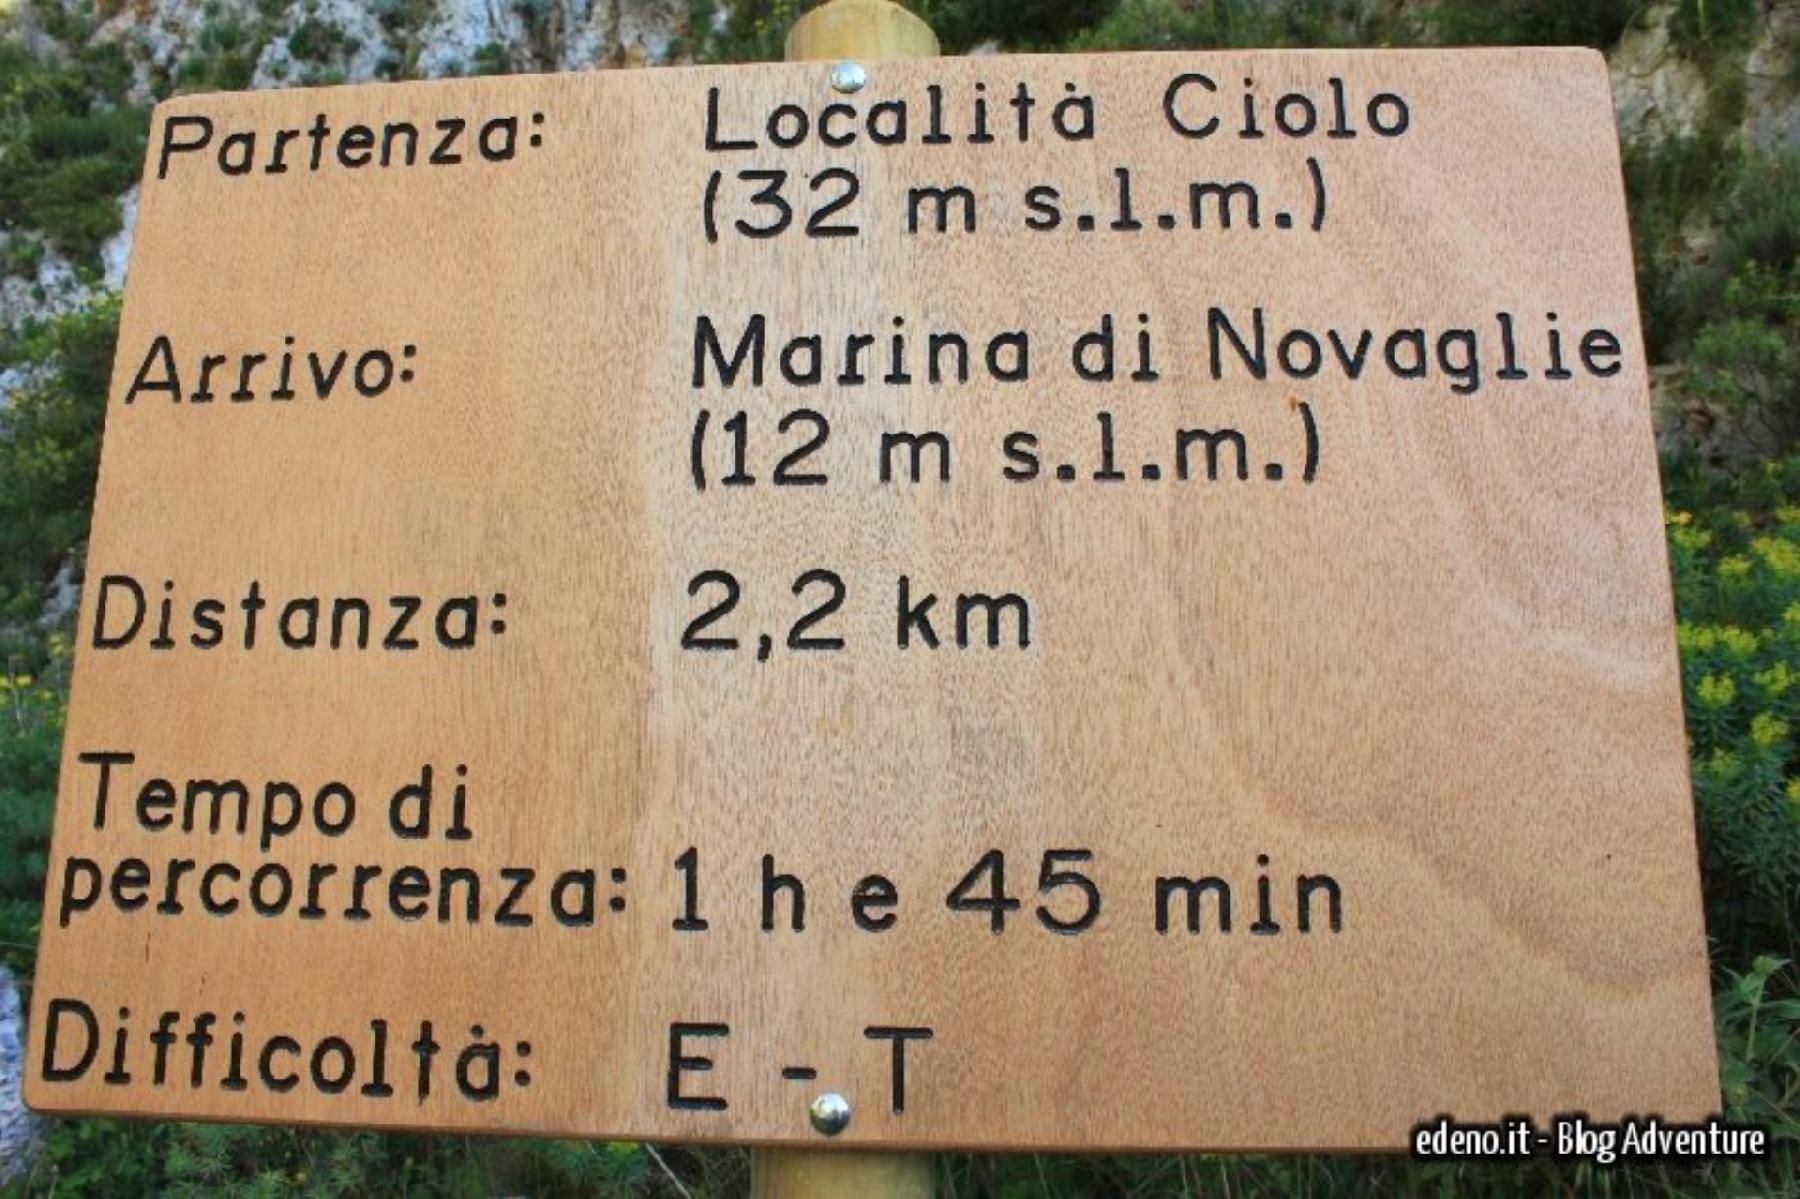 Partenza: Località Ciolo
(32 m s.l.m.)
Arrivo: Marina di Novaglie
(12 m s.l.m.)
Distanza: 2,2 km
Tempo di
percorrenza: 1 h e 45 min
Difficoltà: E - T
edeno.it - Blog Adventure